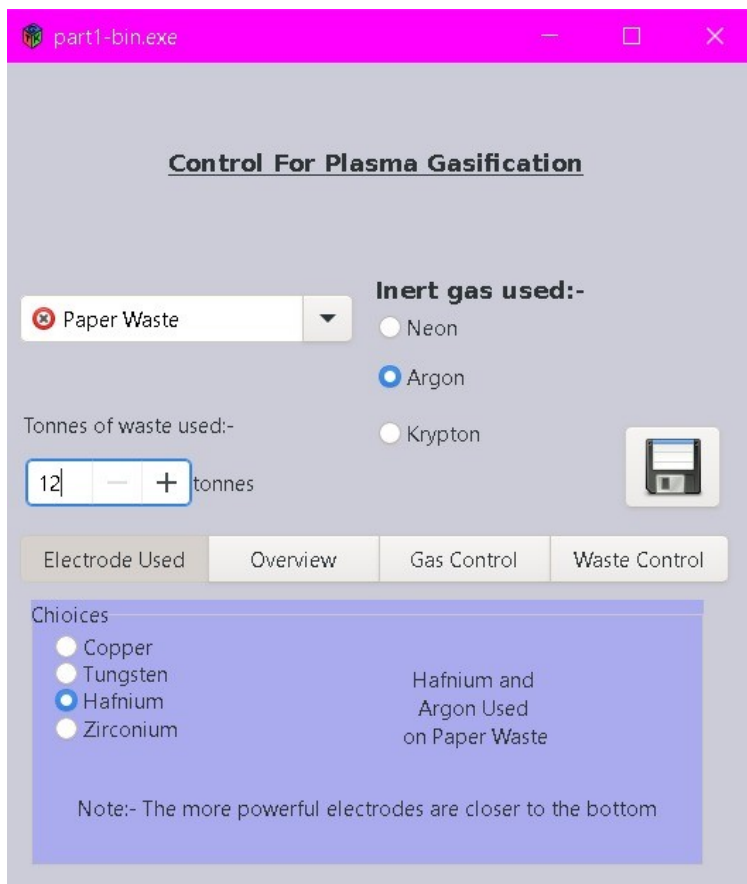 part1-bin.exe
Control For Plasma Gasification
Paper Waste
Inert gas used:-
Neon
Argon
Krypton
Tonnes of waste used:-
12
tonnes
Electrode Used
Overview
Gas Control
Waste Control
Chioices
Copper
Tungsten
Hafnium
Zirconium
Hafnium and
Argon Used
on Paper Waste
Note:- The more powerful electrodes are closer to the bottom